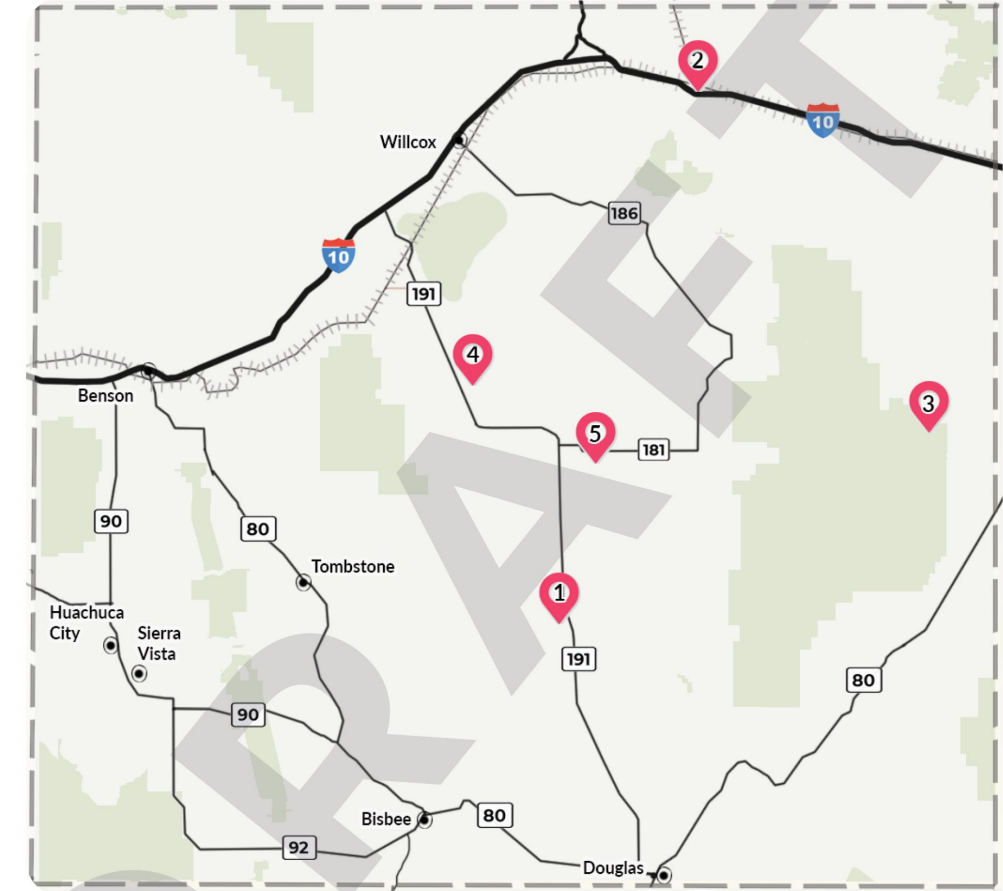 2
10
Willcox
186
10
191
4
3
5
181
Benson
90
80
Tombstone
1
Huachuca
City
Sierra
Vista
191
80
90
Bisbee
80
92
Douglas
DRAFT